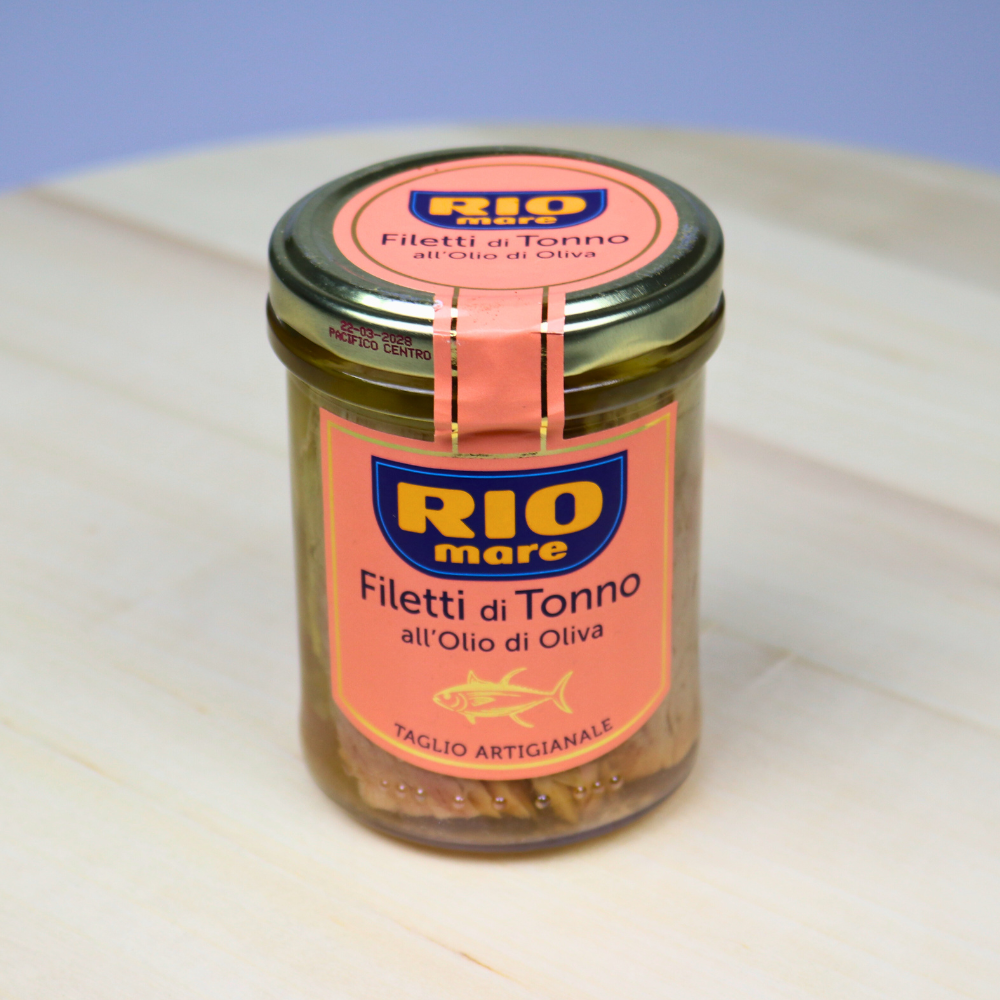 RIO
mare
Filetti di Tonno
all'Olio di Oliva
22-03-2028
PACIFICO CENTRO
RIO
mare
Filetti di Tonno
all'Olio di Oliva
TAGLIO ARTIGIANALE